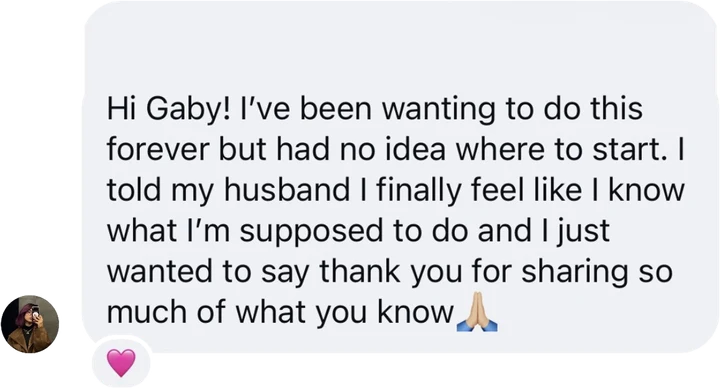 Hi Gaby! I’ve been wanting to do this
forever but had no idea where to start. I
told my husband I finally feel like I know
what I’m supposed to do and I just
wanted to say thank you for sharing so
much of what you know🙏🏼